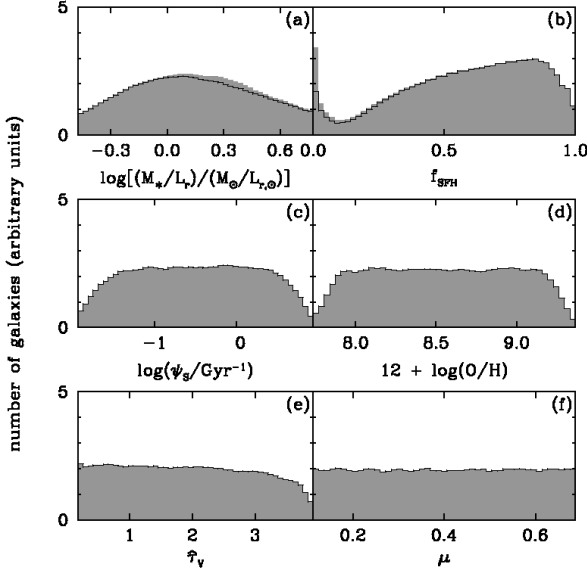 (a) (b)
5
0
-0.3 0.0 0.3 0.6 0.0 0.5 1.0
log[(M*/Lr)/(M⊙/Lr,⊙)] fSFH
(c) (d)
5
0
-1 0 8.0 8.5 9.0
log(ψS/Gyr⁻¹) 12 + log(O/H)
(e) (f)
5
0
1 2 3 0.2 0.4 0.6
τ̂V μ
number of galaxies (arbitrary units)